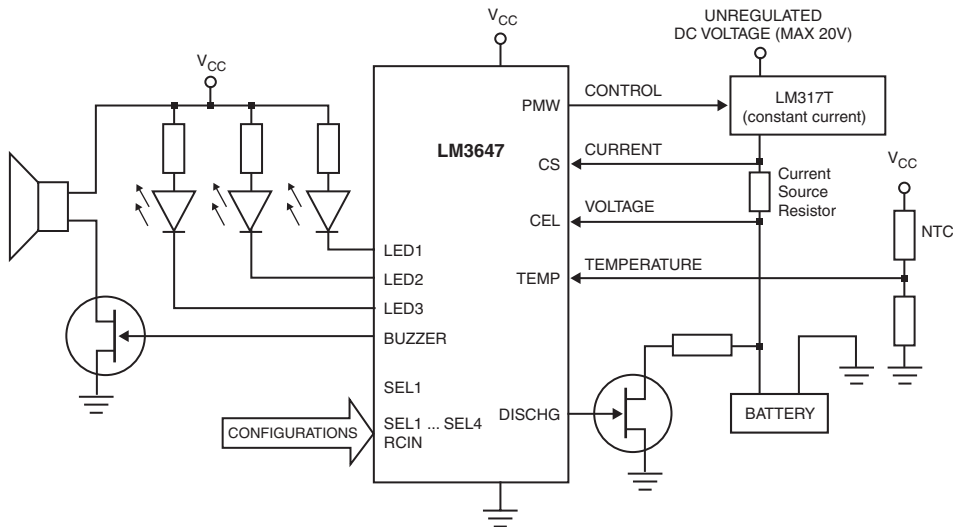 UNREGULATED
DC VOLTAGE (MAX 20V)
VCC
VCC
PMW
CONTROL
LM317T
(constant current)
LM3647
CS
CURRENT
VCC
Current
Source
Resistor
CEL
VOLTAGE
NTC
LED1
TEMP
TEMPERATURE
LED2
LED3
BUZZER
SEL1
DISCHG
BATTERY
CONFIGURATIONS
SEL1 ... SEL4
RCIN